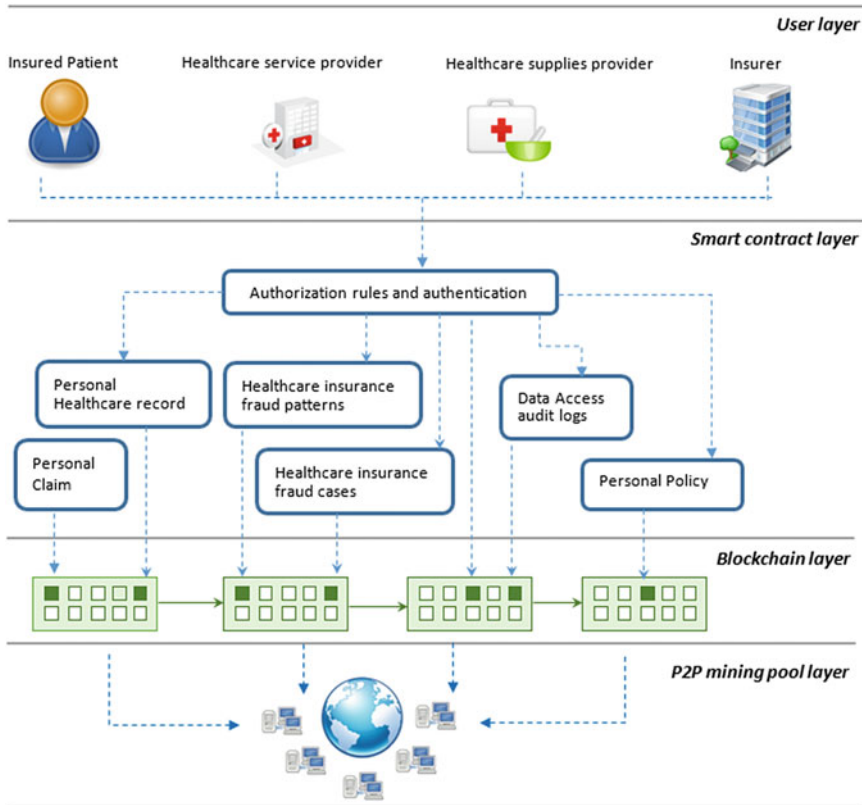 User layer
Insured Patient
Healthcare service provider
Healthcare supplies provider
Insurer
Smart contract layer
Authorization rules and authentication
Personal
Healthcare record
Healthcare insurance
fraud patterns
Data Access
audit logs
Personal
Claim
Healthcare insurance
fraud cases
Personal Policy
Blockchain layer
P2P mining pool layer